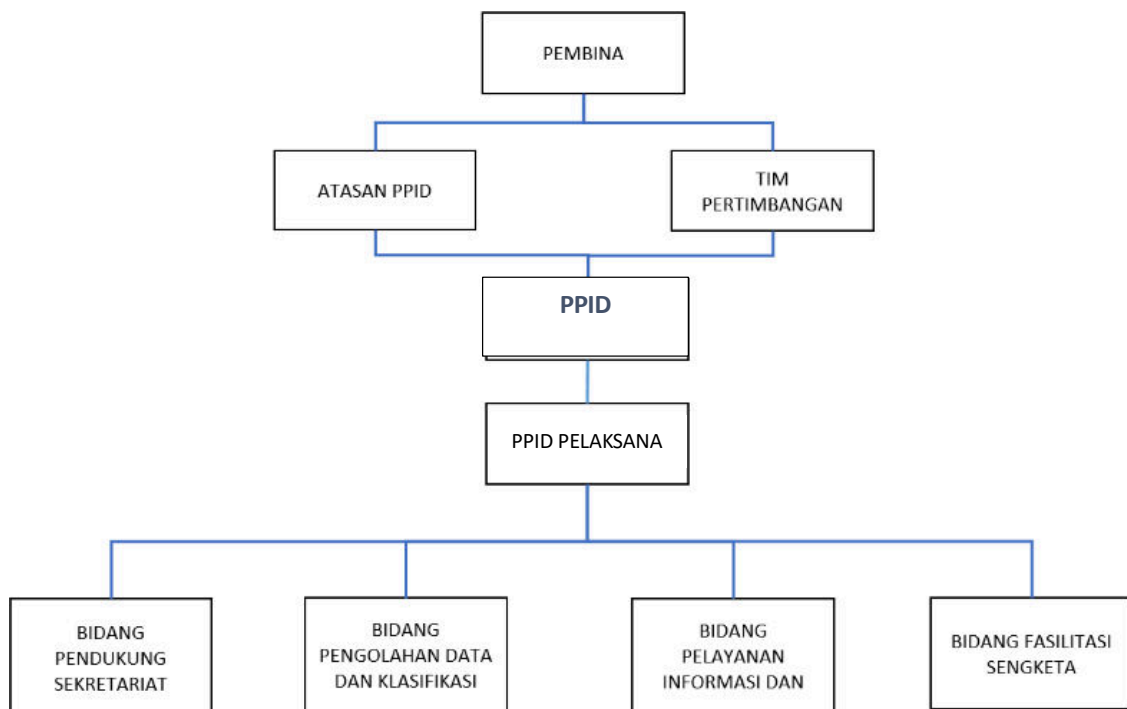 PEMBINA
ATASAN PPID
TIM
PERTIMBANGAN
PPID
PPID PELAKSANA
BIDANG
PENDUKUNG
SEKRETARIAT
BIDANG
PENGOLAHAN DATA
DAN KLASIFIKASI
BIDANG
PELAYANAN
INFORMASI DAN
BIDANG FASILITASI
SENGKETA